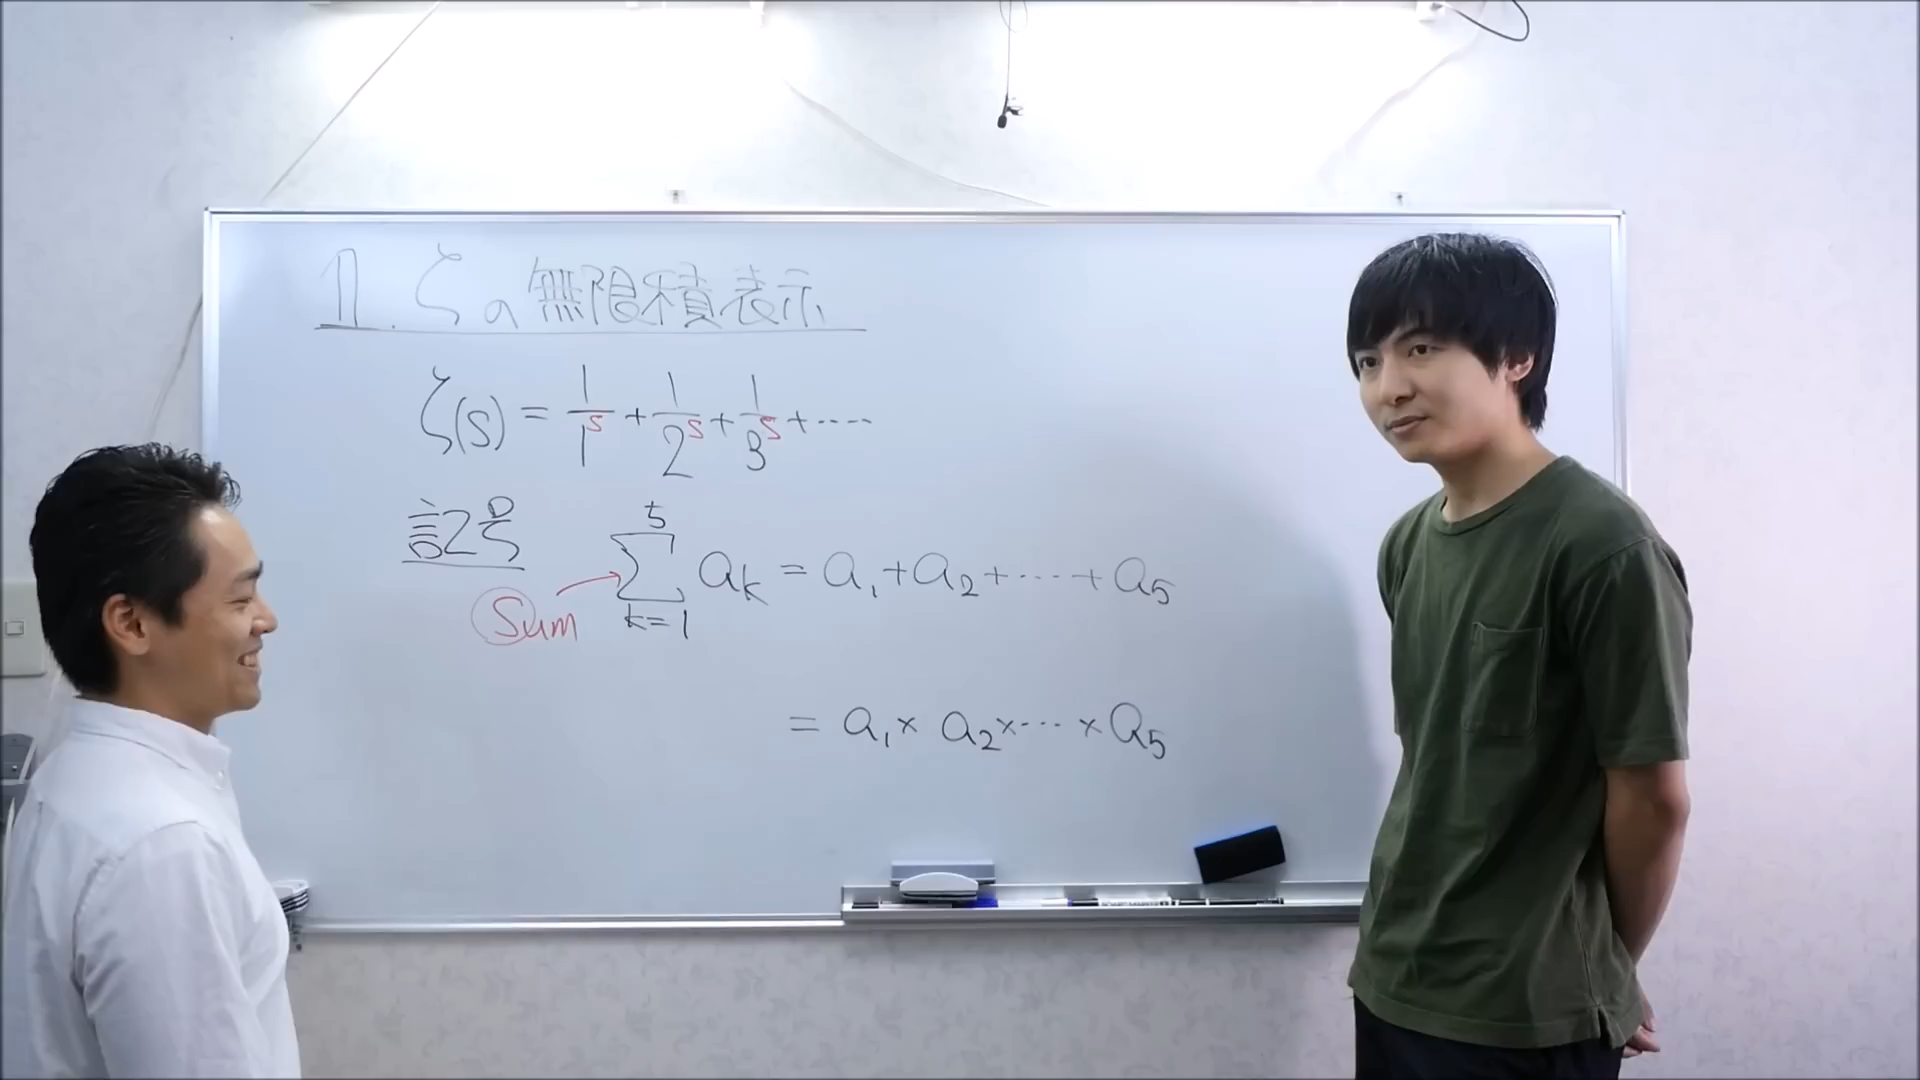 1. ζの無限積表示
ζ(s) = 1/1^s + 1/2^s + 1/3^s + ‥‥
記号
Sum → ∑_{k=1}^{5} a_k = a_1 + a_2 + ‥‥ + a_5
= a_1 × a_2 × ‥‥ × a_5